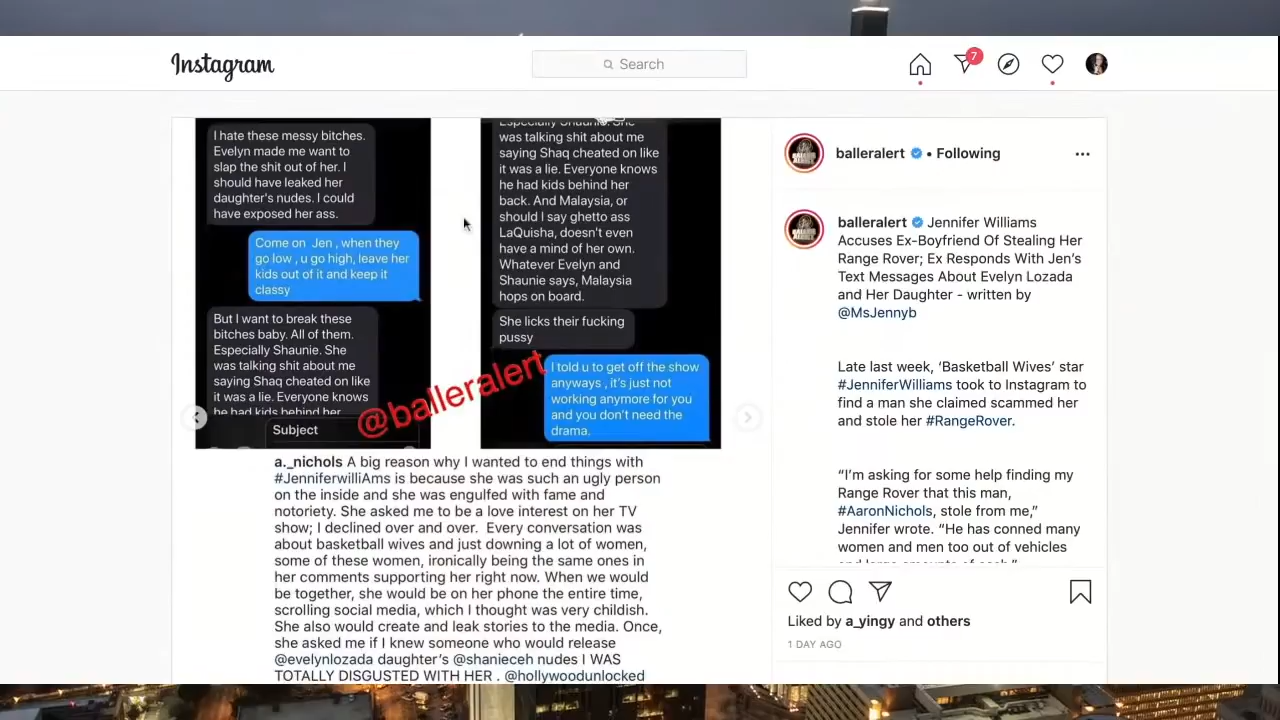 Instagram
Search
7
I hate these messy bitches.
Evelyn made me want to
slap the shit out of her. I
should have leaked her
daughter's nudes. I could
have exposed her ass.
Come on Jen , when they
go low , u go high, leave her
kids out of it and keep it
classy
But I want to break these
bitches baby. All of them.
Especially Shaunie. She
was talking shit about me
saying Shaq cheated on like
it was a lie. Everyone knows
he had kids behind her
Subject
Especially Shaunie. She
was talking shit about me
saying Shaq cheated on like
it was a lie. Everyone knows
he had kids behind her
back. And Malaysia, or
should I say ghetto ass
LaQuisha, doesn't even
have a mind of her own.
Whatever Evelyn and
Shaunie says, Malaysia
hops on board.
She licks their fucking
pussy
I told u to get off the show
anyways , it's just not
working anymore for you
and you don't need the
drama.
@balleralert
a._nichols A big reason why I wanted to end things with
#JenniferwilliAms is because she was such an ugly person
on the inside and she was engulfed with fame and
notoriety. She asked me to be a love interest on her TV
show; I declined over and over. Every conversation was
about basketball wives and just downing a lot of women,
some of these women, ironically being the same ones in
her comments supporting her right now. When we would
be together, she would be on her phone the entire time,
scrolling social media, which I thought was very childish.
She also would create and leak stories to the media. Once,
she asked me if I knew someone who would release
@evelynlozada daughter's @shanieceh nudes I WAS
TOTALLY DISGUSTED WITH HER . @hollywoodunlocked
balleralert • Following
balleralert Jennifer Williams
Accuses Ex-Boyfriend Of Stealing Her
Range Rover; Ex Responds With Jen's
Text Messages About Evelyn Lozada
and Her Daughter - written by
@MsJennyb
Late last week, ‘Basketball Wives’ star
#JenniferWilliams took to Instagram to
find a man she claimed scammed her
and stole her #RangeRover.
“I’m asking for some help finding my
Range Rover that this man,
#AaronNichols, stole from me,”
Jennifer wrote. “He has conned many
women and men too out of vehicles
and large amounts of cash.”
Liked by a_yingy and others
1 DAY AGO